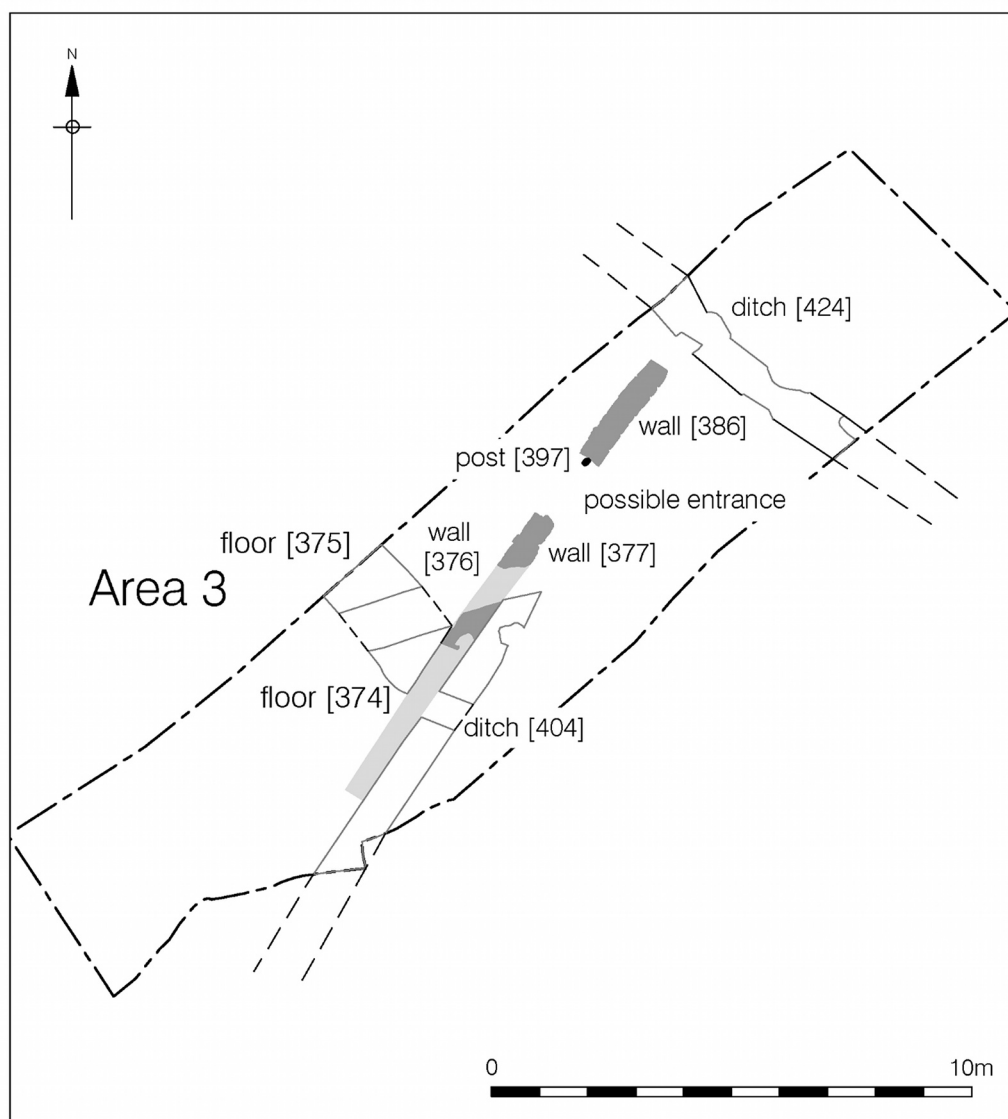 N
ditch [424]
wall [386]
post [397]
possible entrance
wall
[376]
floor [375]
wall [377]
Area 3
floor [374]
ditch [404]
0
10m